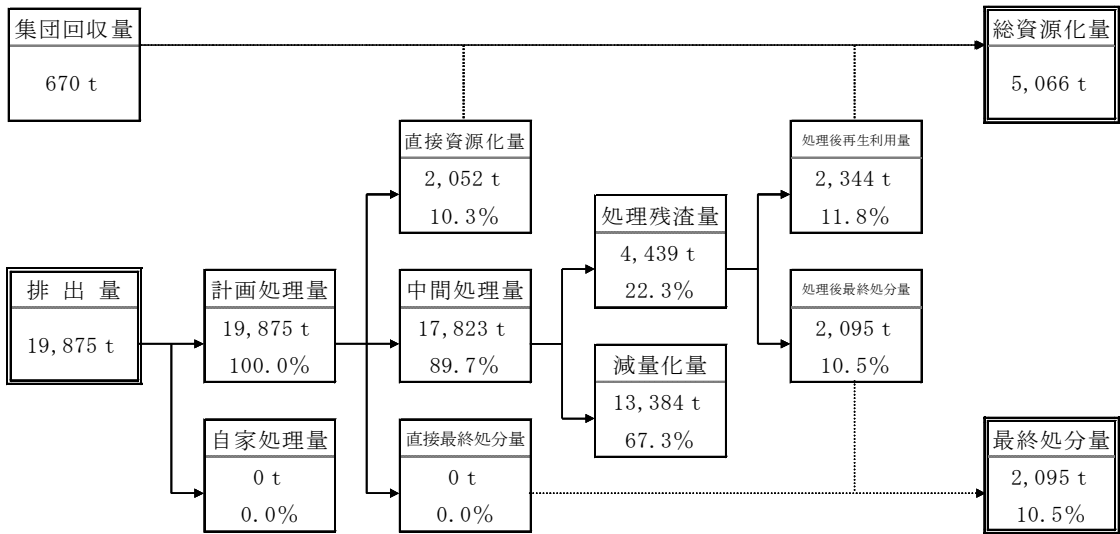 集団回収量
670 t
総資源化量
5,066 t
直接資源化量
2,052 t
10.3%
処理後再生利用量
2,344 t
11.8%
処理残渣量
4,439 t
22.3%
排 出 量
19,875 t
計画処理量
19,875 t
100.0%
中間処理量
17,823 t
89.7%
処理後最終処分量
2,095 t
10.5%
減量化量
13,384 t
67.3%
自家処理量
0 t
0.0%
直接最終処分量
0 t
0.0%
最終処分量
2,095 t
10.5%